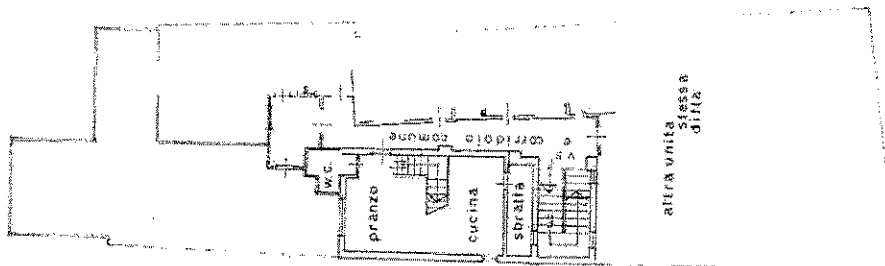 w.c.
pranzo
cucina
sbratta
corridoio comune
altra unità
stessa
ditta